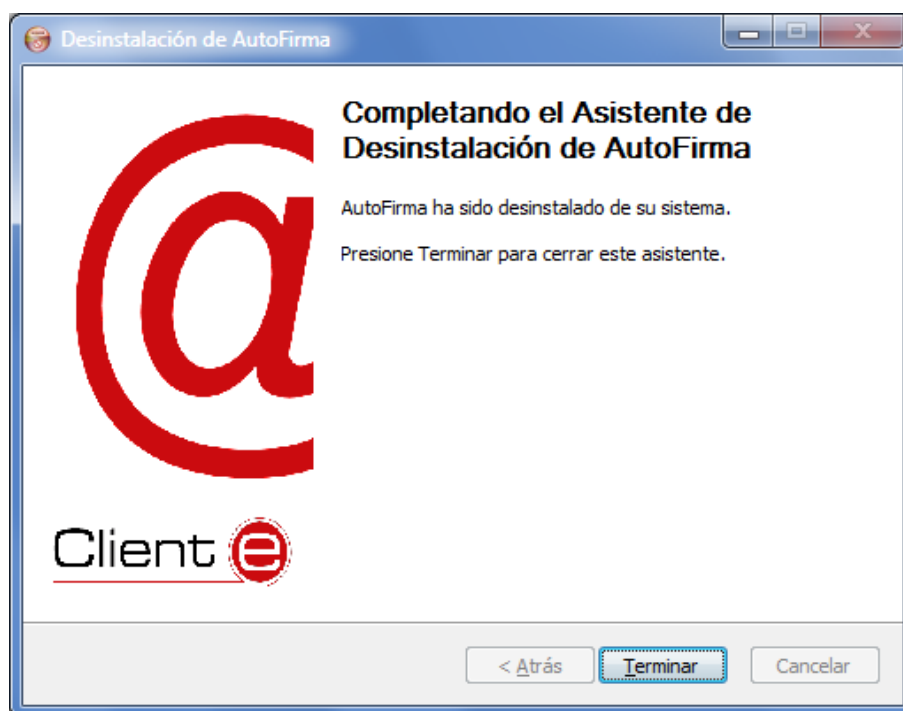 Desinstalación de AutoFirma
Completando el Asistente de
Desinstalación de AutoFirma
AutoFirma ha sido desinstalado de su sistema.
Presione Terminar para cerrar este asistente.
@
Cliente
< Atrás
Terminar
Cancelar